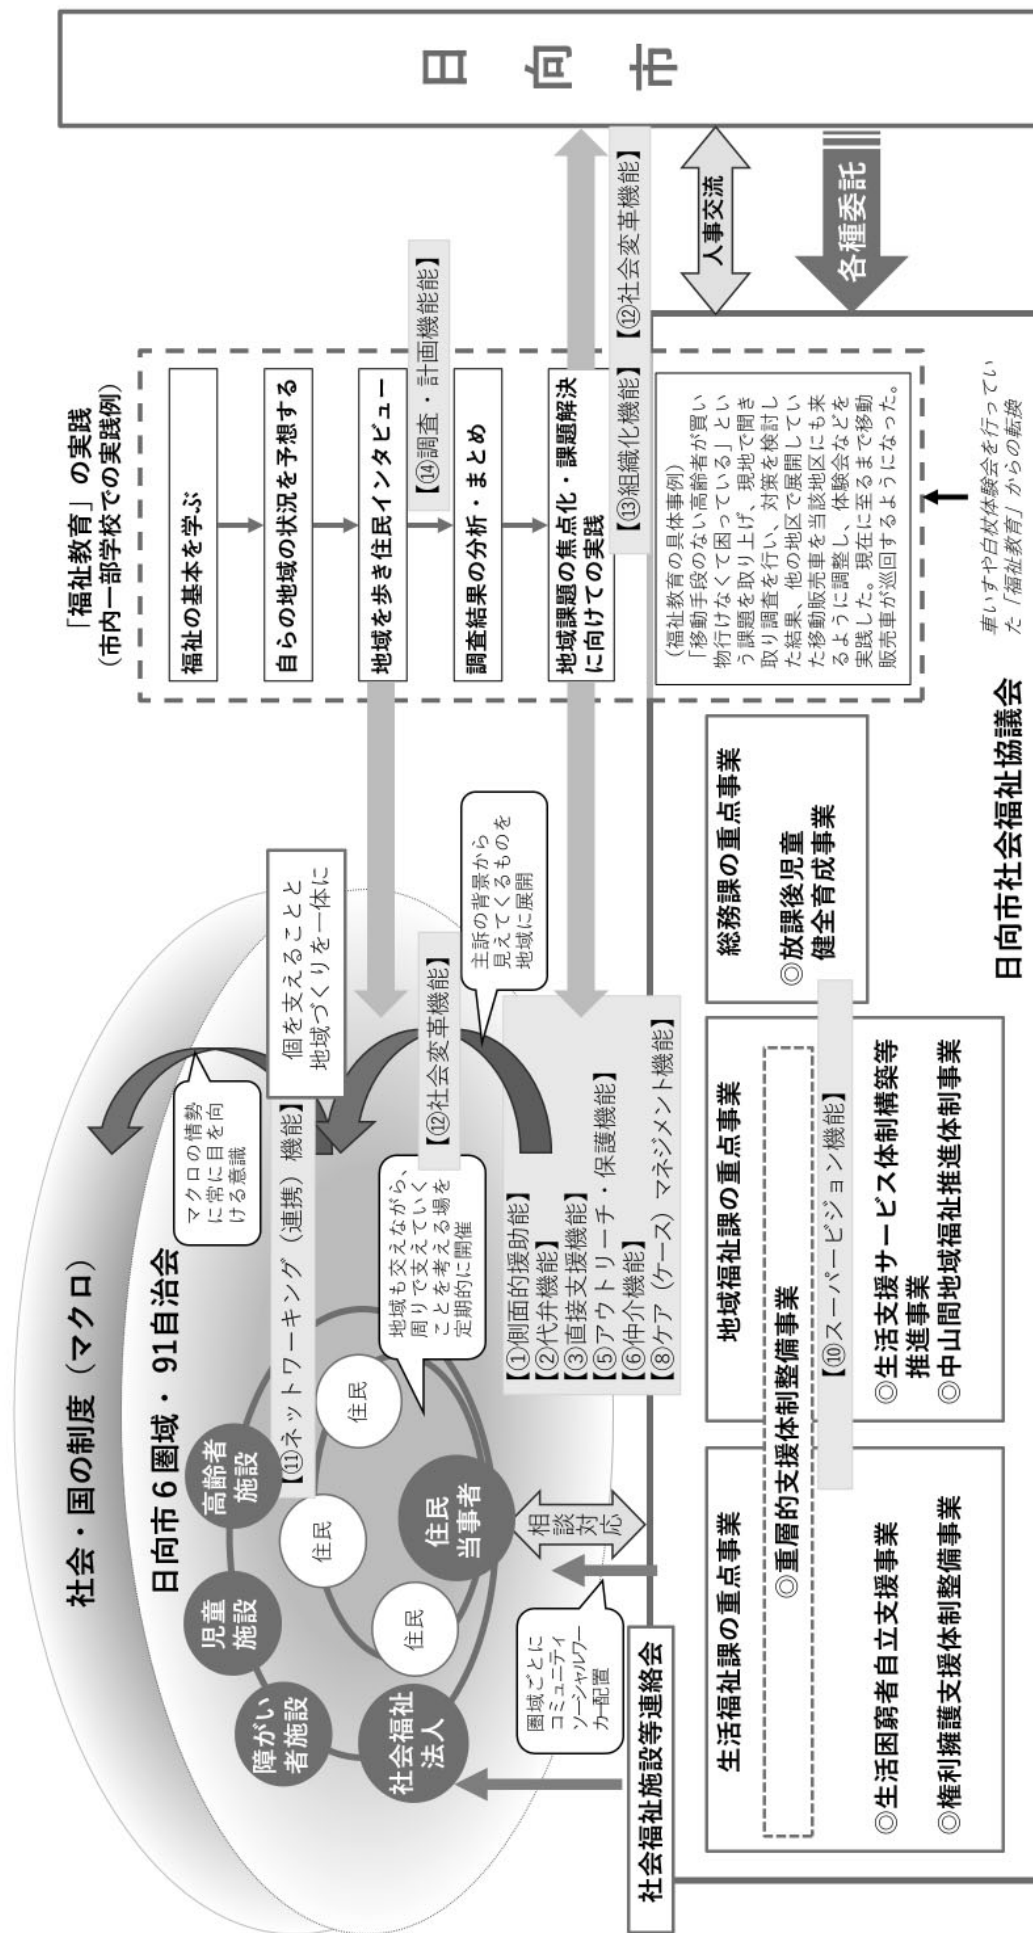 社会・国の制度（マクロ）
日向市６圏域・91自治会
マクロの情勢
に常に目を向
ける意識
個を支えることと
地域づくりを一体に
高齢者
施設
児童
施設
障がい
者施設
社会福祉
法人
住民
住民
住民
住民
当事者
【⑪ネットワーキング（連携）機能】
地域も交えながら、
周りで支えていく
ことを考える場を
定期的に開催
【⑫社会変革機能】
主訴の背景から
見えてくるものを
地域に展開
【①側面的援助機能】
【②代弁機能】
【③直接支援機能】
【⑤アウトリーチ・保護機能】
【⑥仲介機能】
【⑧ケア（ケース）マネジメント機能】
相談
対応
圏域ごとに
コミュニティ
ソーシャルワー
カー配置
社会福祉施設等連絡会
「福祉教育」の実践
（市内一部学校での実践例）
福祉の基本を学ぶ
自らの地域の状況を予想する
地域を歩き住民インタビュー
【⑭調査・計画機能能】
調査結果の分析・まとめ
地域課題の焦点化・課題解決
に向けての実践
【⑬組織化機能】【⑫社会変革機能】
（福祉教育の具体事例）
「移動手段のない高齢者が買い
物行けなくて困っている」とい
う課題を取り上げ、現地で聞き
取り調査を行い、対策を検討し
た結果、他の地区で展開してい
た移動販売車を当該地区にも来
るように調整し、体験会などを
実践した。現在に至るまで移動
販売車が巡回するようになった。
車いすや白杖体験会を行ってい
た「福祉教育」からの転換
日向市
人事交流
各種委託
生活福祉課の重点事業
地域福祉課の重点事業
総務課の重点事業
◎重層的支援体制整備事業
◎生活困窮者自立支援事業
◎権利擁護支援体制整備事業
【⑩スーパービジョン機能】
◎生活支援サービス体制構築等
推進事業
◎中山間地域福祉推進体制事業
◎放課後児童
健全育成事業
日向市社会福祉協議会